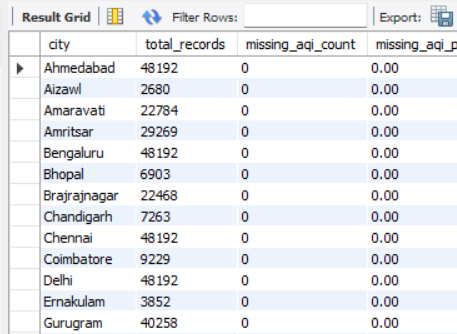 Result Grid Filter Rows: Export:
city total_records missing_aqi_count missing_aqi_p
Ahmedabad 48192 0 0.00
Aizawl 2680 0 0.00
Amaravati 22784 0 0.00
Amritsar 29269 0 0.00
Bengaluru 48192 0 0.00
Bhopal 6903 0 0.00
Brajrajnagar 22468 0 0.00
Chandigarh 7263 0 0.00
Chennai 48192 0 0.00
Coimbatore 9229 0 0.00
Delhi 48192 0 0.00
Ernakulam 3852 0 0.00
Gurugram 40258 0 0.00